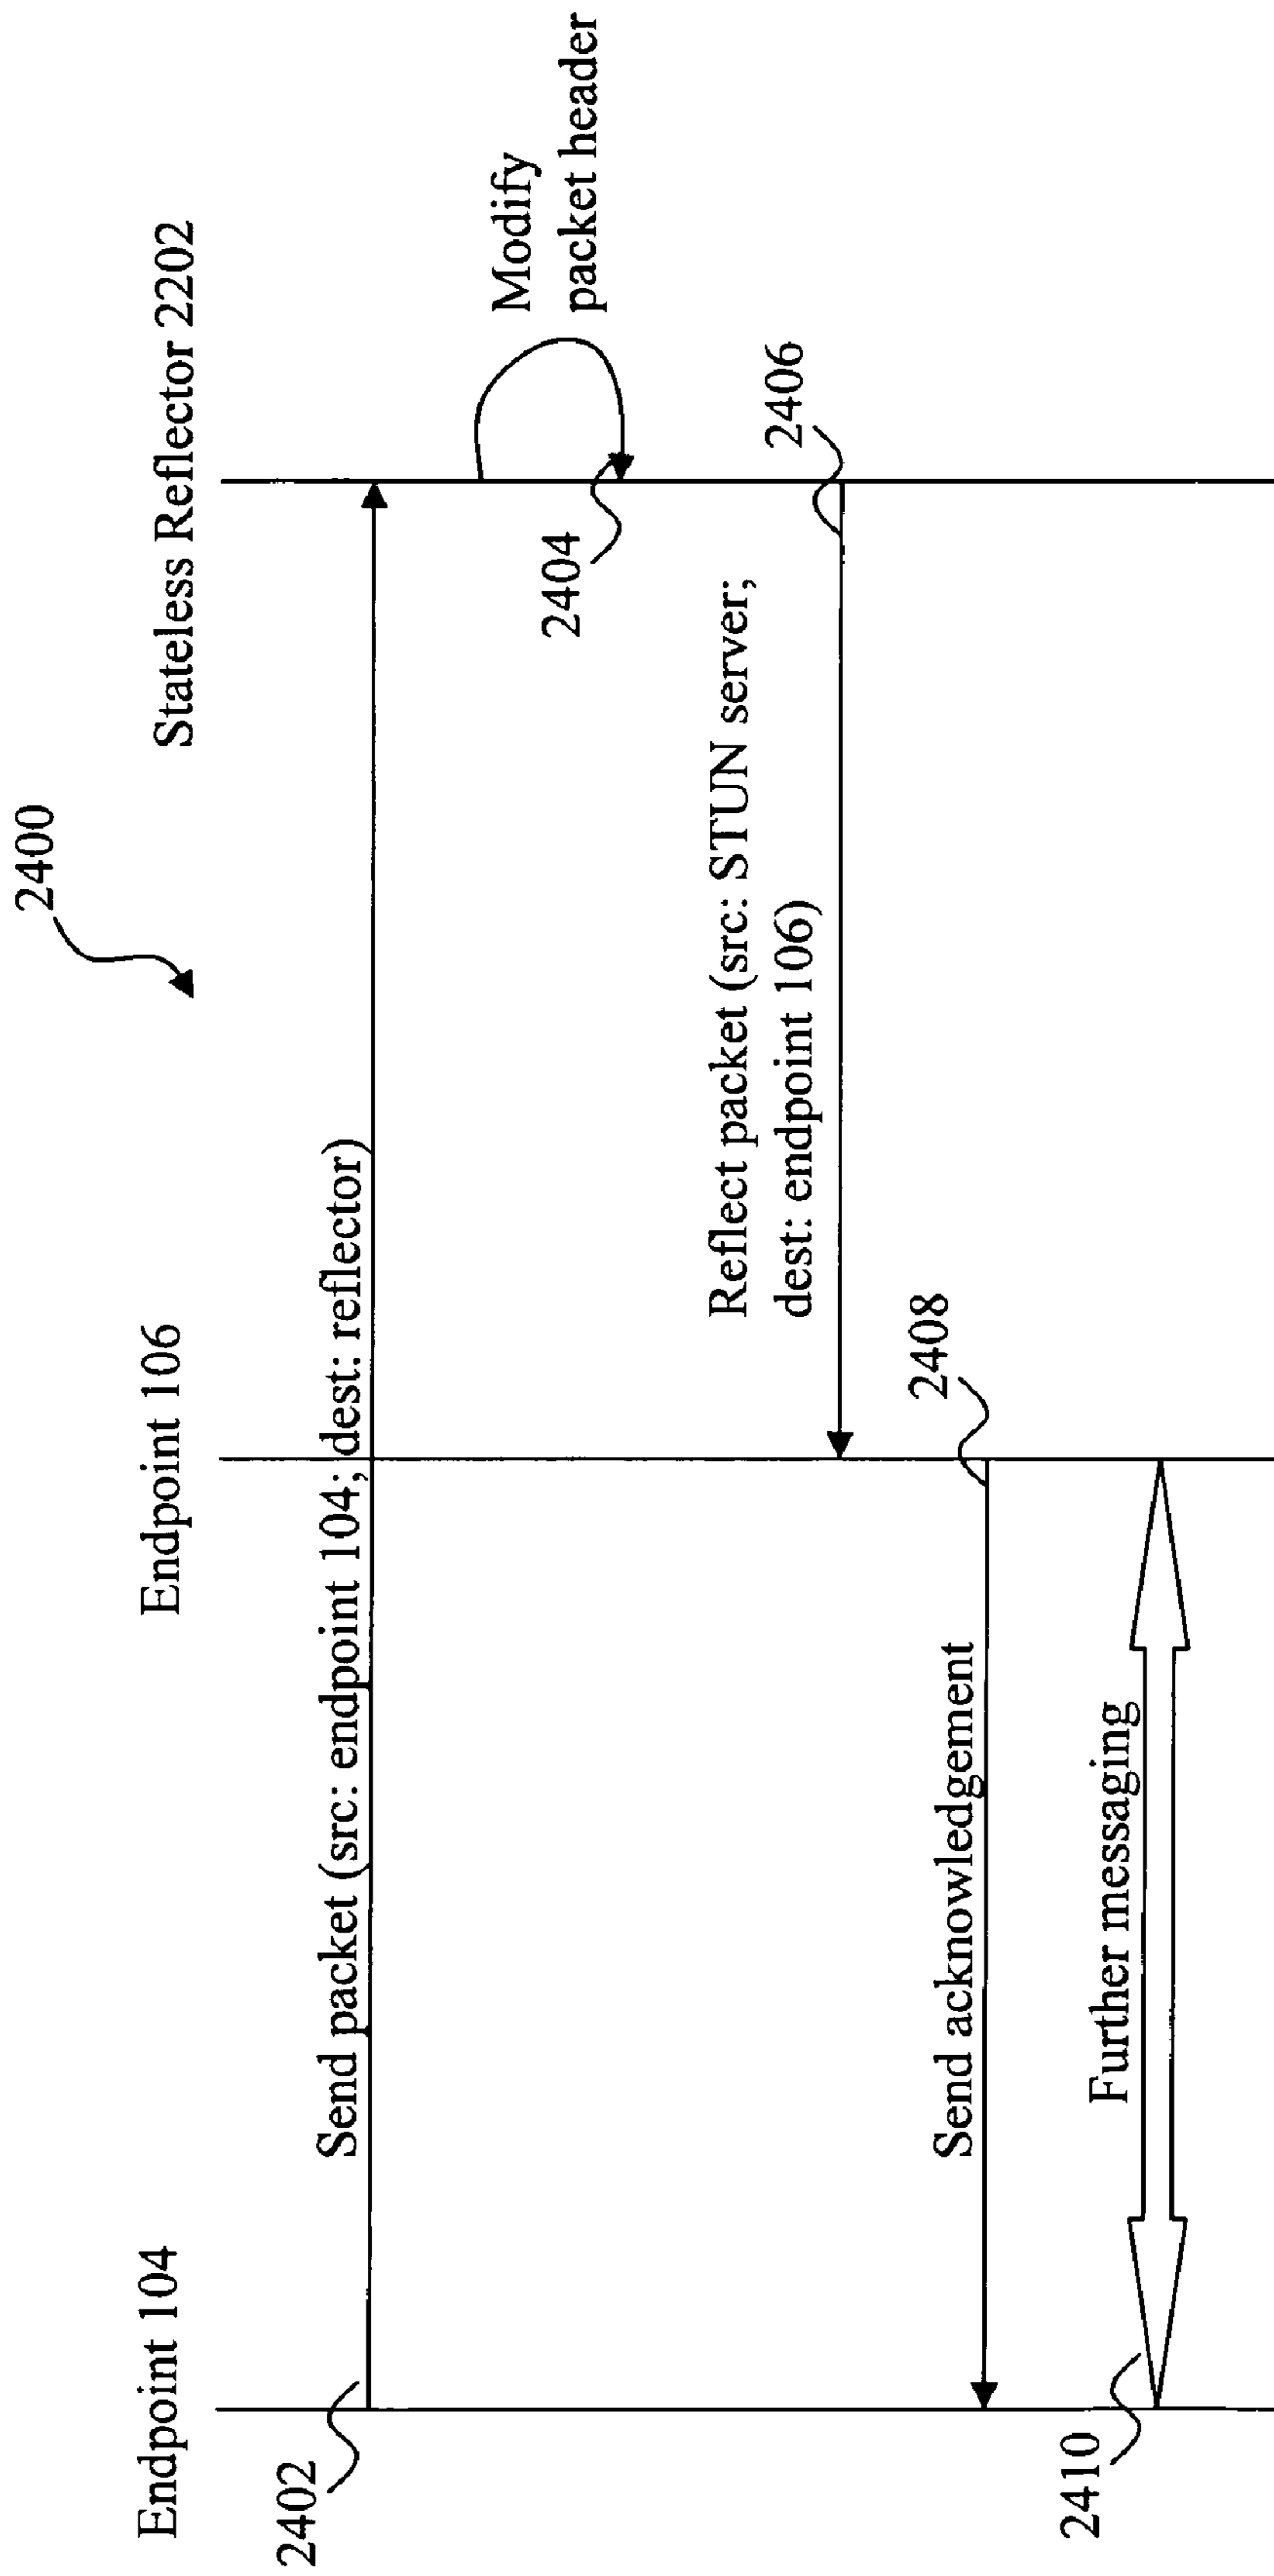 2400
Endpoint 104
Endpoint 106
Stateless Reflector 2202
2402
Send packet (src: endpoint 104; dest: reflector)
Modify
packet header
2404
Reflect packet (src: STUN server;
dest: endpoint 106)
2406
2408
Send acknowledgement
Further messaging
2410